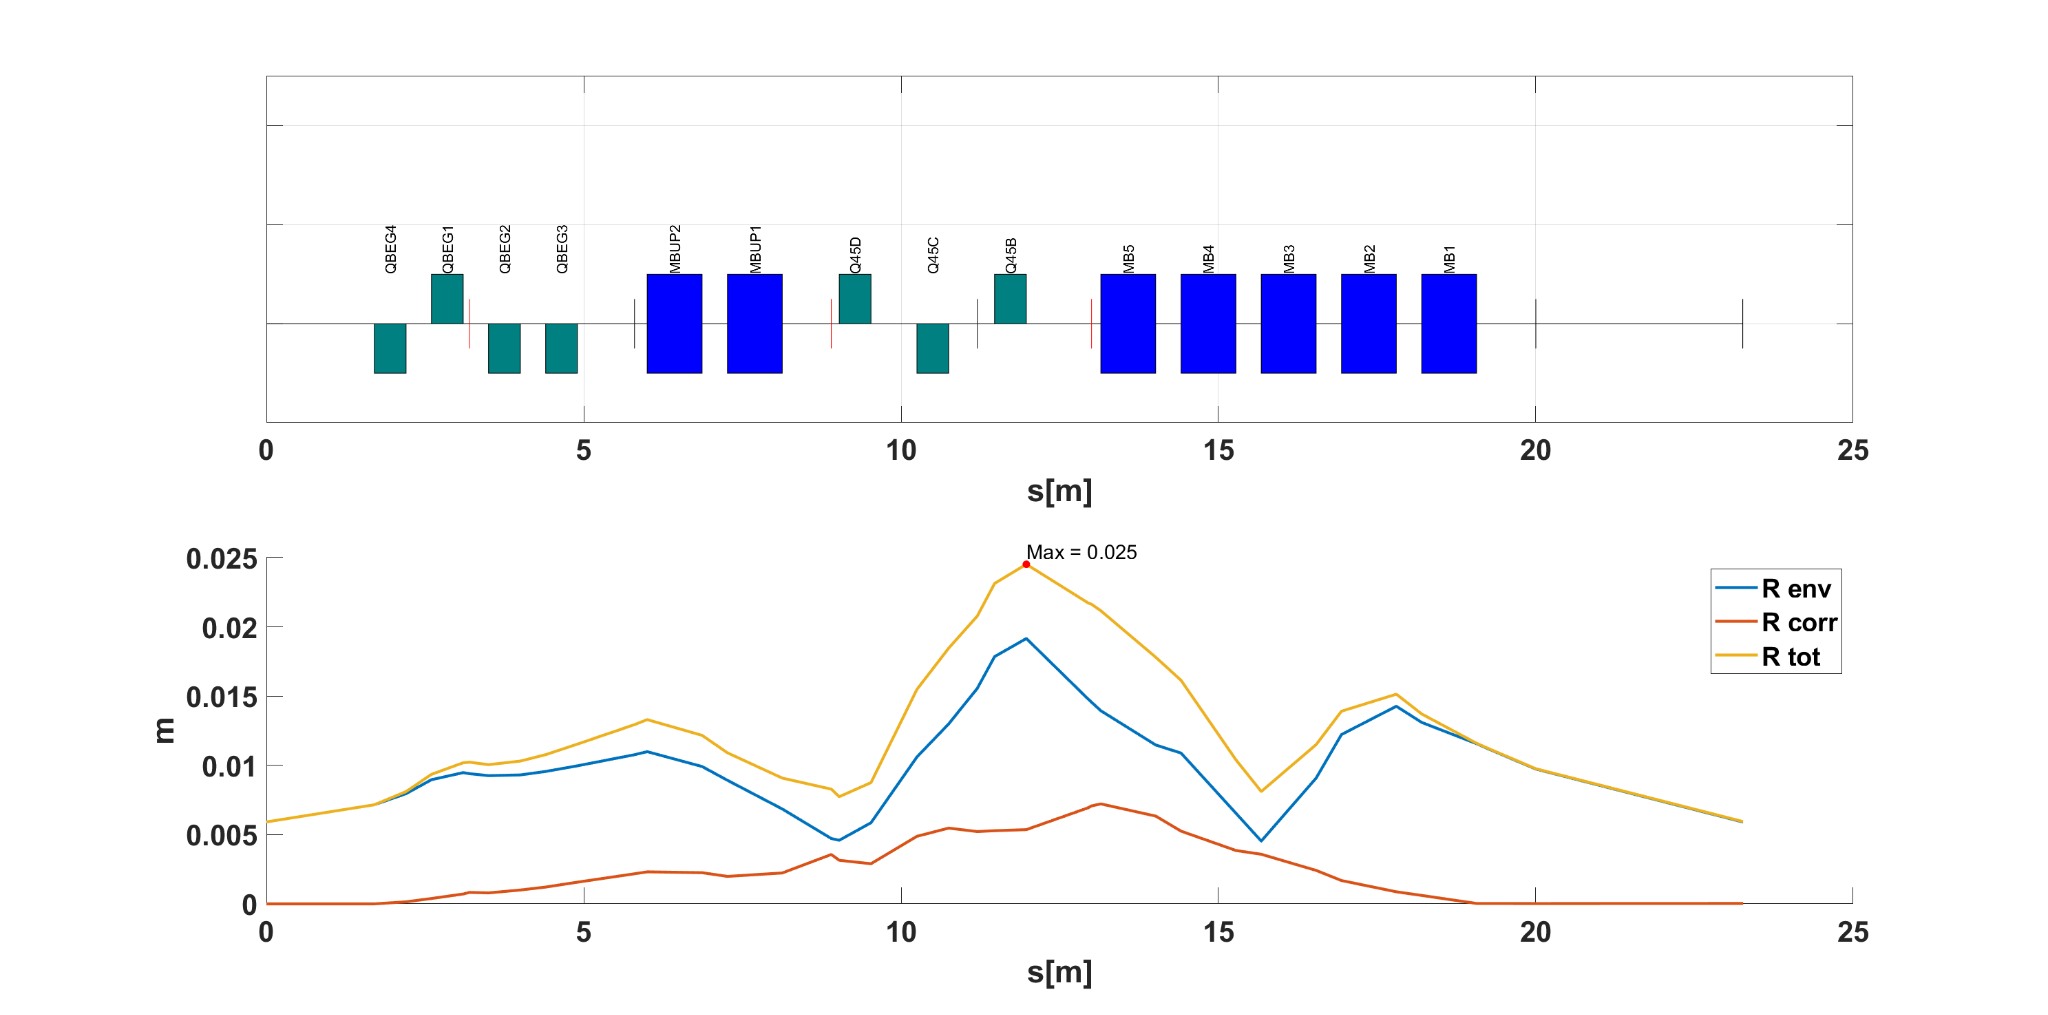 QBEG4
QBEG1
QBEG2
QBEG3
MBUP2
MBUP1
Q45D
Q45C
Q45B
MB5
MB4
MB3
MB2
MB1
0 5 10 15 20 25
s[m]
Max = 0.025
0.025
0.02
0.015
0.01
0.005
0
m
R env
R corr
R tot
0 5 10 15 20 25
s[m]